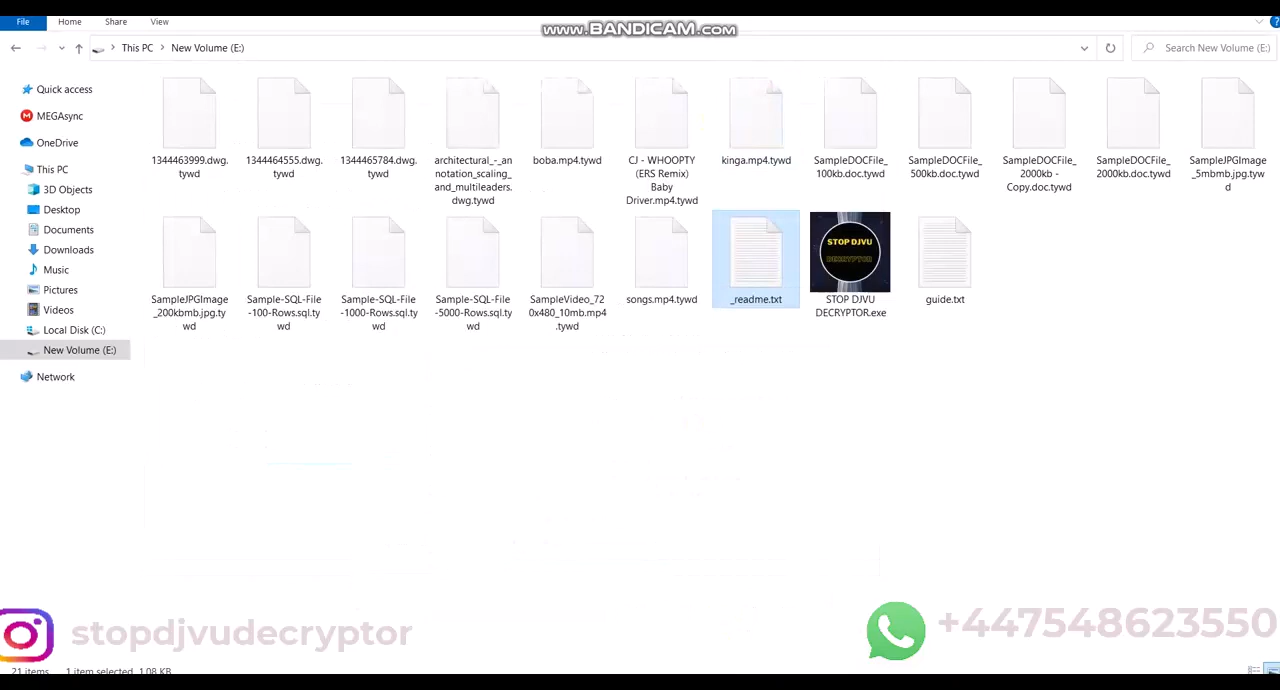 File Home Share View
www.BANDICAM.com
This PC New Volume (E:)
Search New Volume (E:)
Quick access
MEGAsync
OneDrive
This PC
3D Objects
Desktop
Documents
Downloads
Music
Pictures
Videos
Local Disk (C:)
New Volume (E:)
Network
1344463999.dwg.
tywd
1344464555.dwg.
tywd
1344465784.dwg.
tywd
architectural_-_an
notation_scaling_
and_multileaders.
dwg.tywd
boba.mp4.tywd
CJ - WHOOPTY
(ERS Remix)
Baby
Driver.mp4.tywd
kinga.mp4.tywd
SampleDOCFile_
100kb.doc.tywd
SampleDOCFile_
500kb.doc.tywd
SampleDOCFile_
2000kb -
Copy.doc.tywd
SampleDOCFile_
2000kb.doc.tywd
SampleJPGImage
_5mbmb.jpg.tyw
d
SampleJPGImage
_200kbmb.jpg.ty
wd
Sample-SQL-File
-100-Rows.sql.ty
wd
Sample-SQL-File
-1000-Rows.sql.ty
wd
Sample-SQL-File
-5000-Rows.sql.ty
wd
SampleVideo_72
0x480_10mb.mp4
.tywd
songs.mp4.tywd
_readme.txt
STOP DJVU
DECRYPTOR
STOP DJVU
DECRYPTOR.exe
guide.txt
stopdjvudecryptor
+447548623550
21 items 1 item selected 1.08 KB